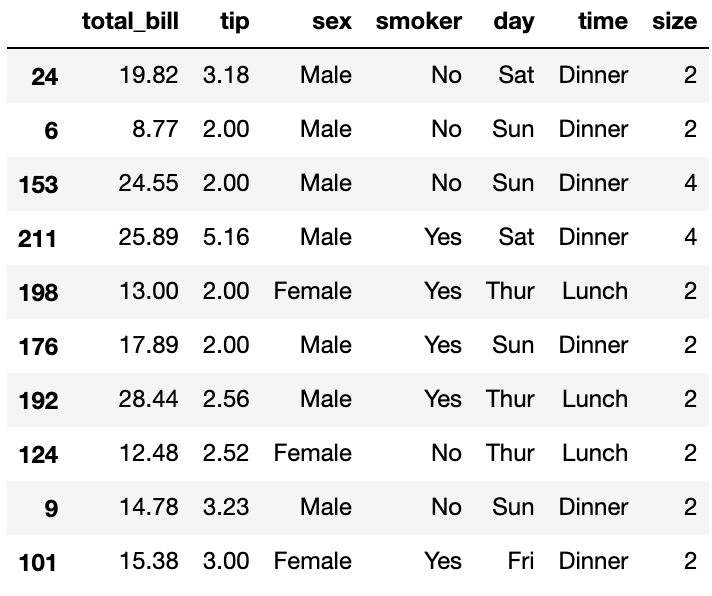 total_bill tip sex smoker day time size
24 19.82 3.18 Male No Sat Dinner 2
6 8.77 2.00 Male No Sun Dinner 2
153 24.55 2.00 Male No Sun Dinner 4
211 25.89 5.16 Male Yes Sat Dinner 4
198 13.00 2.00 Female Yes Thur Lunch 2
176 17.89 2.00 Male Yes Sun Dinner 2
192 28.44 2.56 Male Yes Thur Lunch 2
124 12.48 2.52 Female No Thur Lunch 2
9 14.78 3.23 Male No Sun Dinner 2
101 15.38 3.00 Female Yes Fri Dinner 2